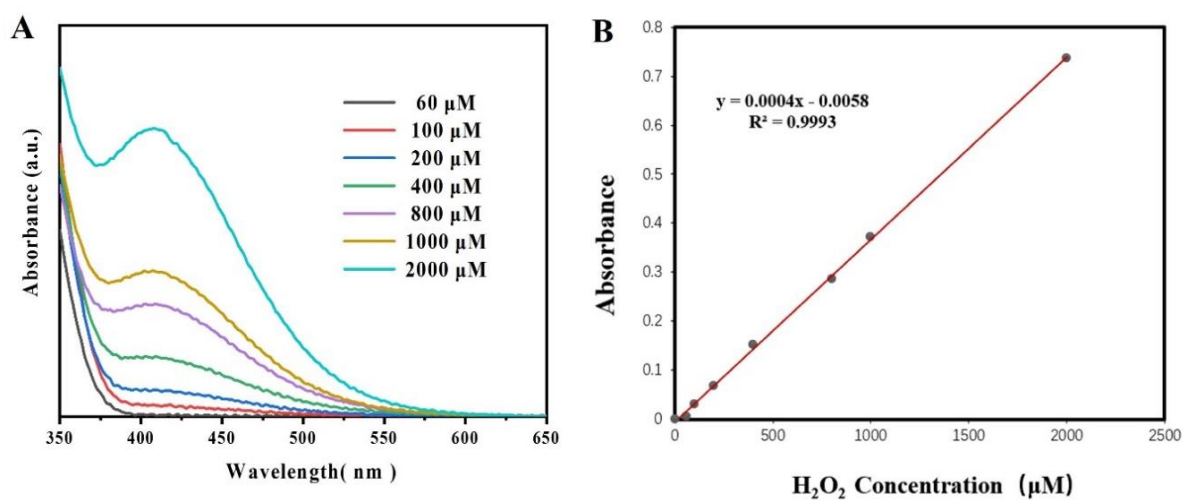 A
Absorbance (a.u.)
60 μM
100 μM
200 μM
400 μM
800 μM
1000 μM
2000 μM
350 400 450 500 550 600 650
Wavelength( nm )
B
Absorbance
0.8
0.7
0.6
0.5
0.4
0.3
0.2
0.1
0
y = 0.0004x - 0.0058
R² = 0.9993
0 500 1000 1500 2000 2500
H₂O₂ Concentration (μM)